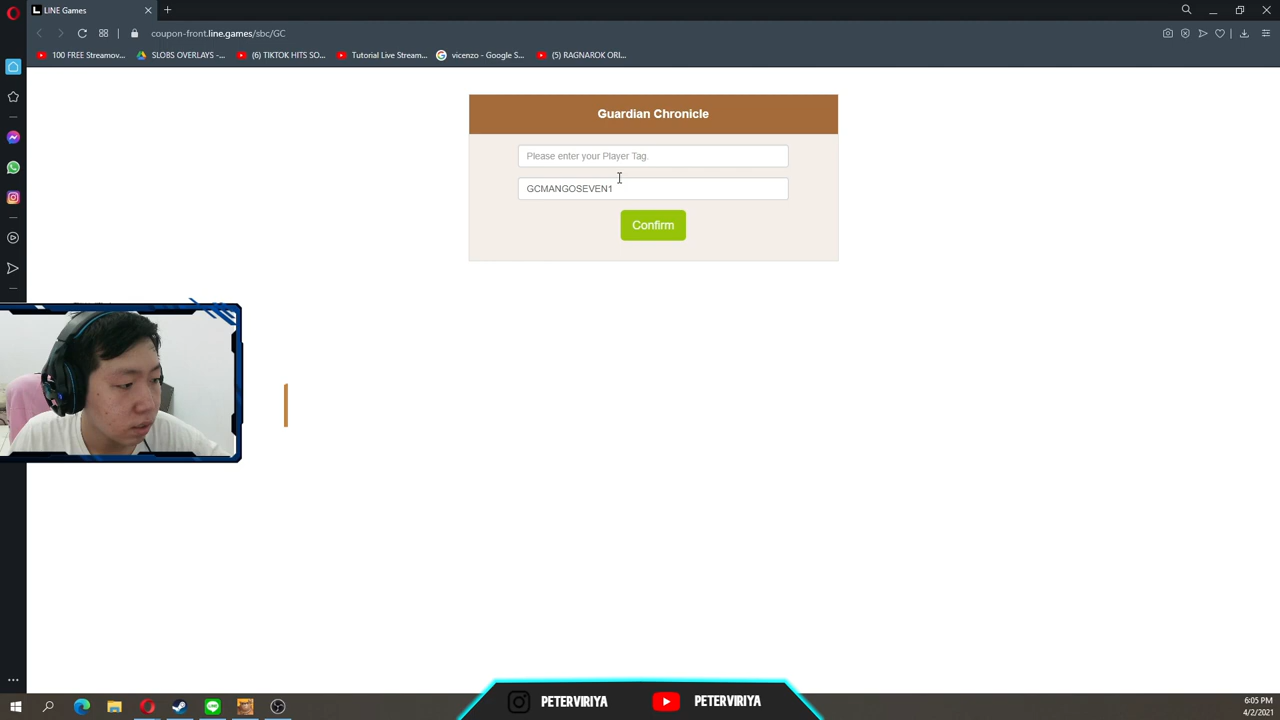 LINE Games
coupon-front.line.games/sbc/GC
100 FREE Streamov...
SLOBS OVERLAYS -...
(6) TIKTOK HITS SO...
Tutorial Live Stream...
vicenzo - Google S...
(5) RAGNAROK ORI...
Guardian Chronicle
Please enter your Player Tag.
GCMANGOSEVEN1
Confirm
PETERVIRIYA
PETERVIRIYA
6:05 PM
4/2/2021